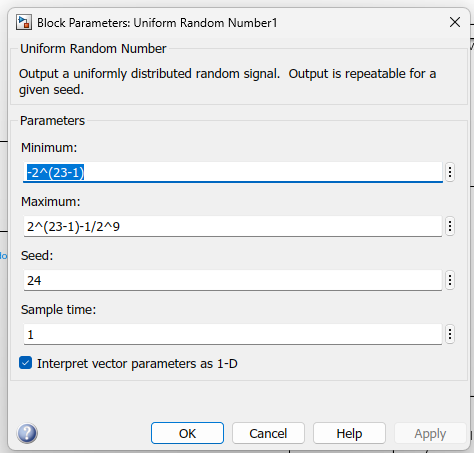 Block Parameters: Uniform Random Number1
Uniform Random Number
Output a uniformly distributed random signal.  Output is repeatable for a
given seed.
Parameters
Minimum:
-2^(23-1)
Maximum:
2^(23-1)-1/2^9
Seed:
24
Sample time:
1
Interpret vector parameters as 1-D
OK
Cancel
Help
Apply